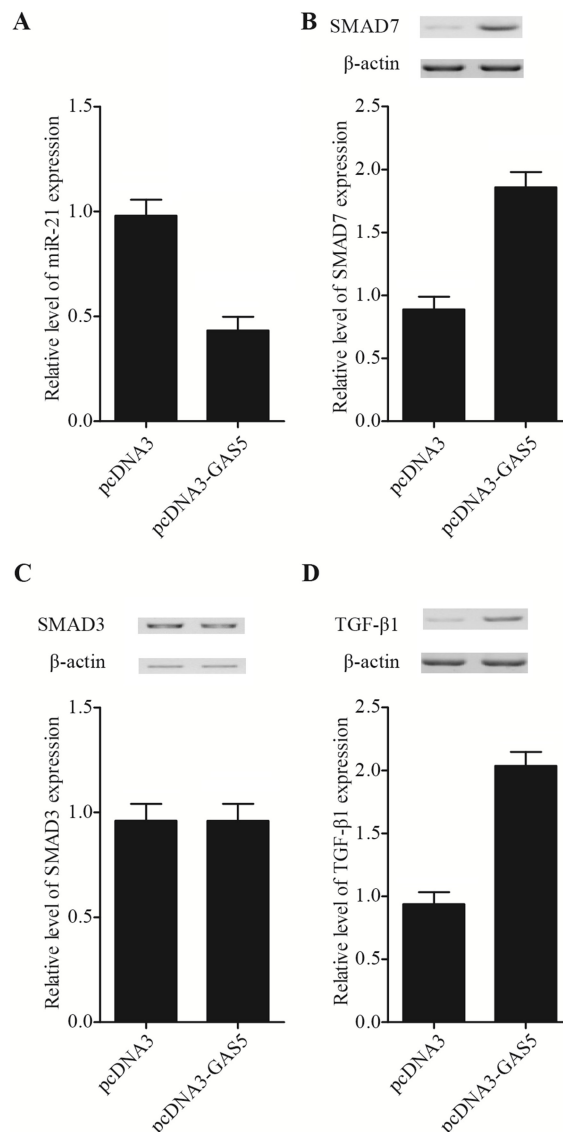 A
Relative level of miR-21 expression
1.5
1.0
0.5
0.0
pcDNA3
pcDNA3-GAS5
B
SMAD7
β-actin
Relative level of SMAD7 expression
2.5
2.0
1.5
1.0
0.5
0.0
pcDNA3
pcDNA3-GAS5
C
SMAD3
β-actin
Relative level of SMAD3 expression
1.5
1.0
0.5
0.0
pcDNA3
pcDNA3-GAS5
D
TGF-β1
β-actin
Relative level of TGF-β1 expression
2.5
2.0
1.5
1.0
0.5
0.0
pcDNA3
pcDNA3-GAS5